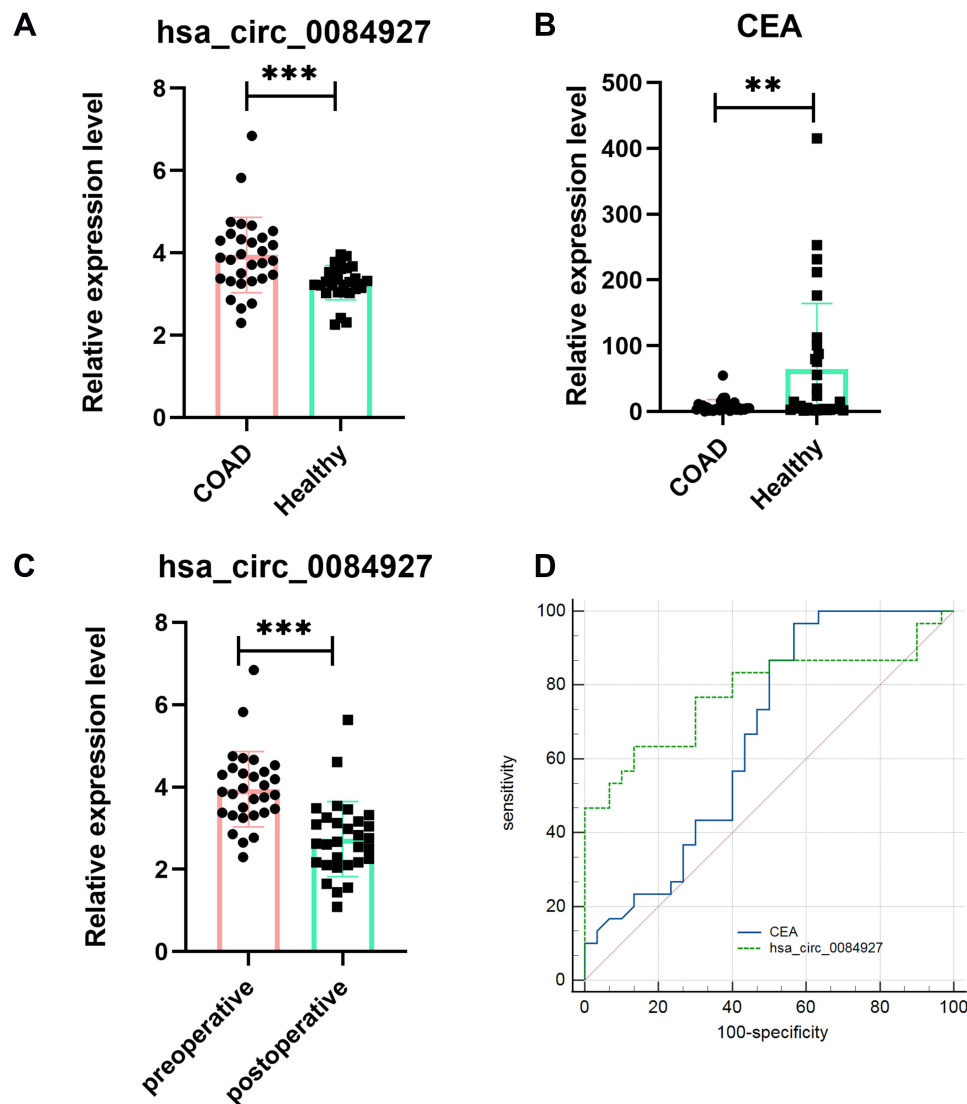 A
hsa_circ_0084927
***
Relative expression level
8
6
4
2
0
COAD
Healthy
B
CEA
**
Relative expression level
500
400
300
200
100
0
COAD
Healthy
C
hsa_circ_0084927
***
Relative expression level
8
6
4
2
0
preoperative
postoperative
D
sensitivity
100
80
60
40
20
0
CEA
hsa_circ_0084927
0
20
40
60
80
100
100-specificity